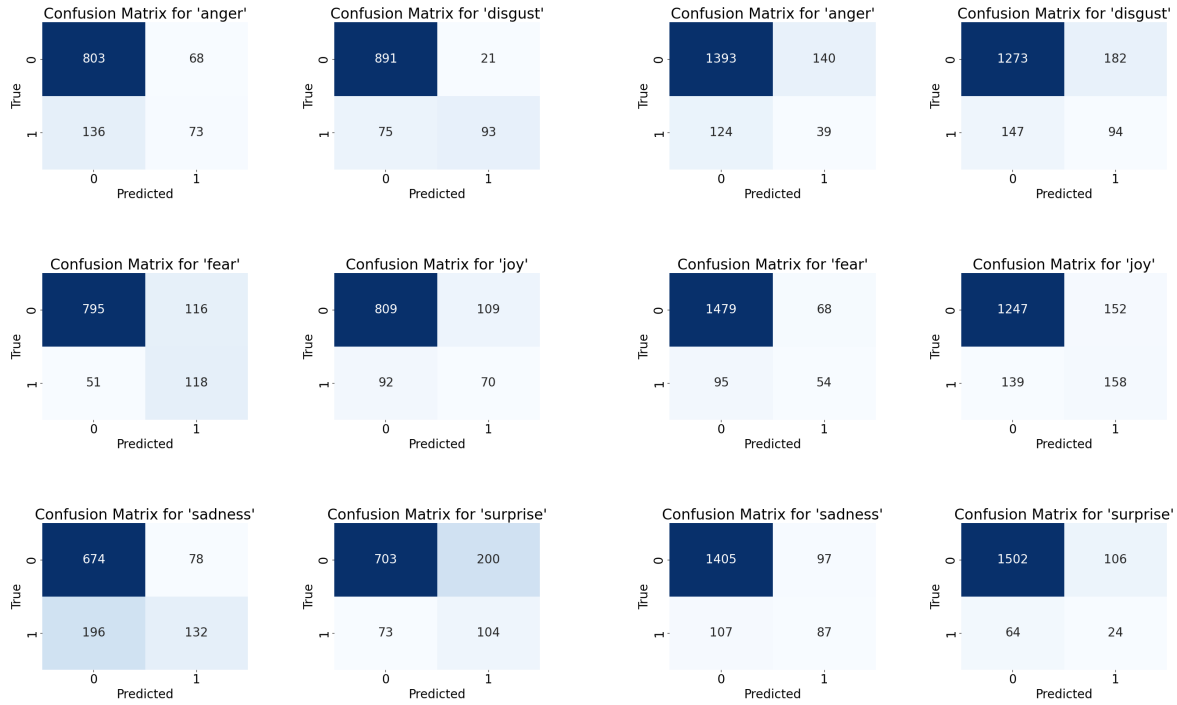 Confusion Matrix for 'anger' Confusion Matrix for 'disgust' Confusion Matrix for 'anger' Confusion Matrix for 'disgust'
0 803 68 0 891 21 0 1393 140 0 1273 182
True True True True
1 136 73 1 75 93 1 124 39 1 147 94
0 1 0 1 0 1 0 1
Predicted Predicted Predicted Predicted
Confusion Matrix for 'fear' Confusion Matrix for 'joy' Confusion Matrix for 'fear' Confusion Matrix for 'joy'
0 795 116 0 809 109 0 1479 68 0 1247 152
True True True True
1 51 118 1 92 70 1 95 54 1 139 158
0 1 0 1 0 1 0 1
Predicted Predicted Predicted Predicted
Confusion Matrix for 'sadness' Confusion Matrix for 'surprise' Confusion Matrix for 'sadness' Confusion Matrix for 'surprise'
0 674 78 0 703 200 0 1405 97 0 1502 106
True True True True
1 196 132 1 73 104 1 107 87 1 64 24
0 1 0 1 0 1 0 1
Predicted Predicted Predicted Predicted